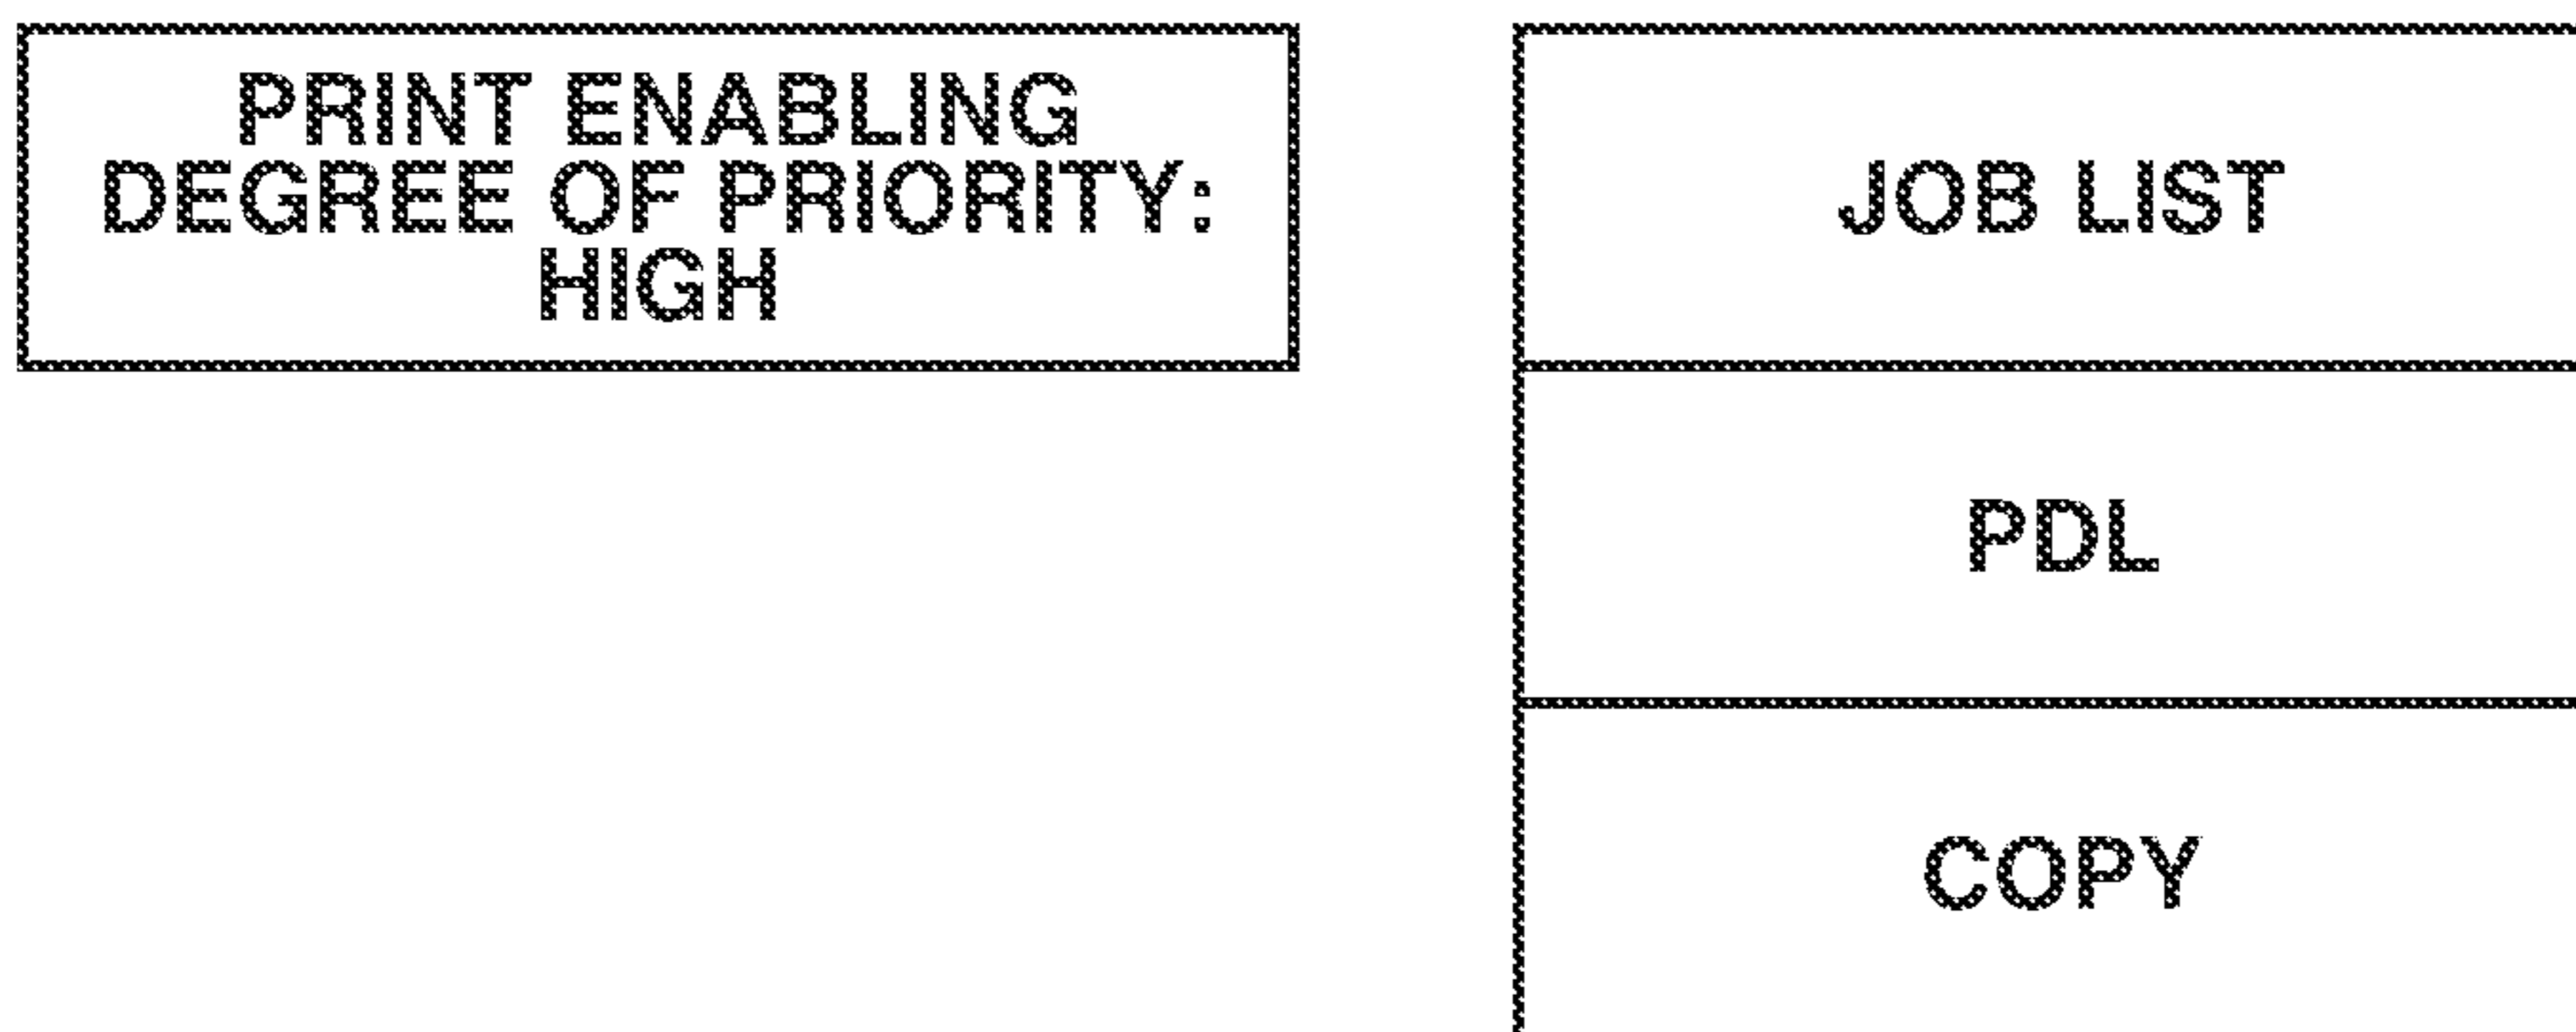 PRINT ENABLING
DEGREE OF PRIORITY:
HIGH
JOB LIST
PDL
COPY